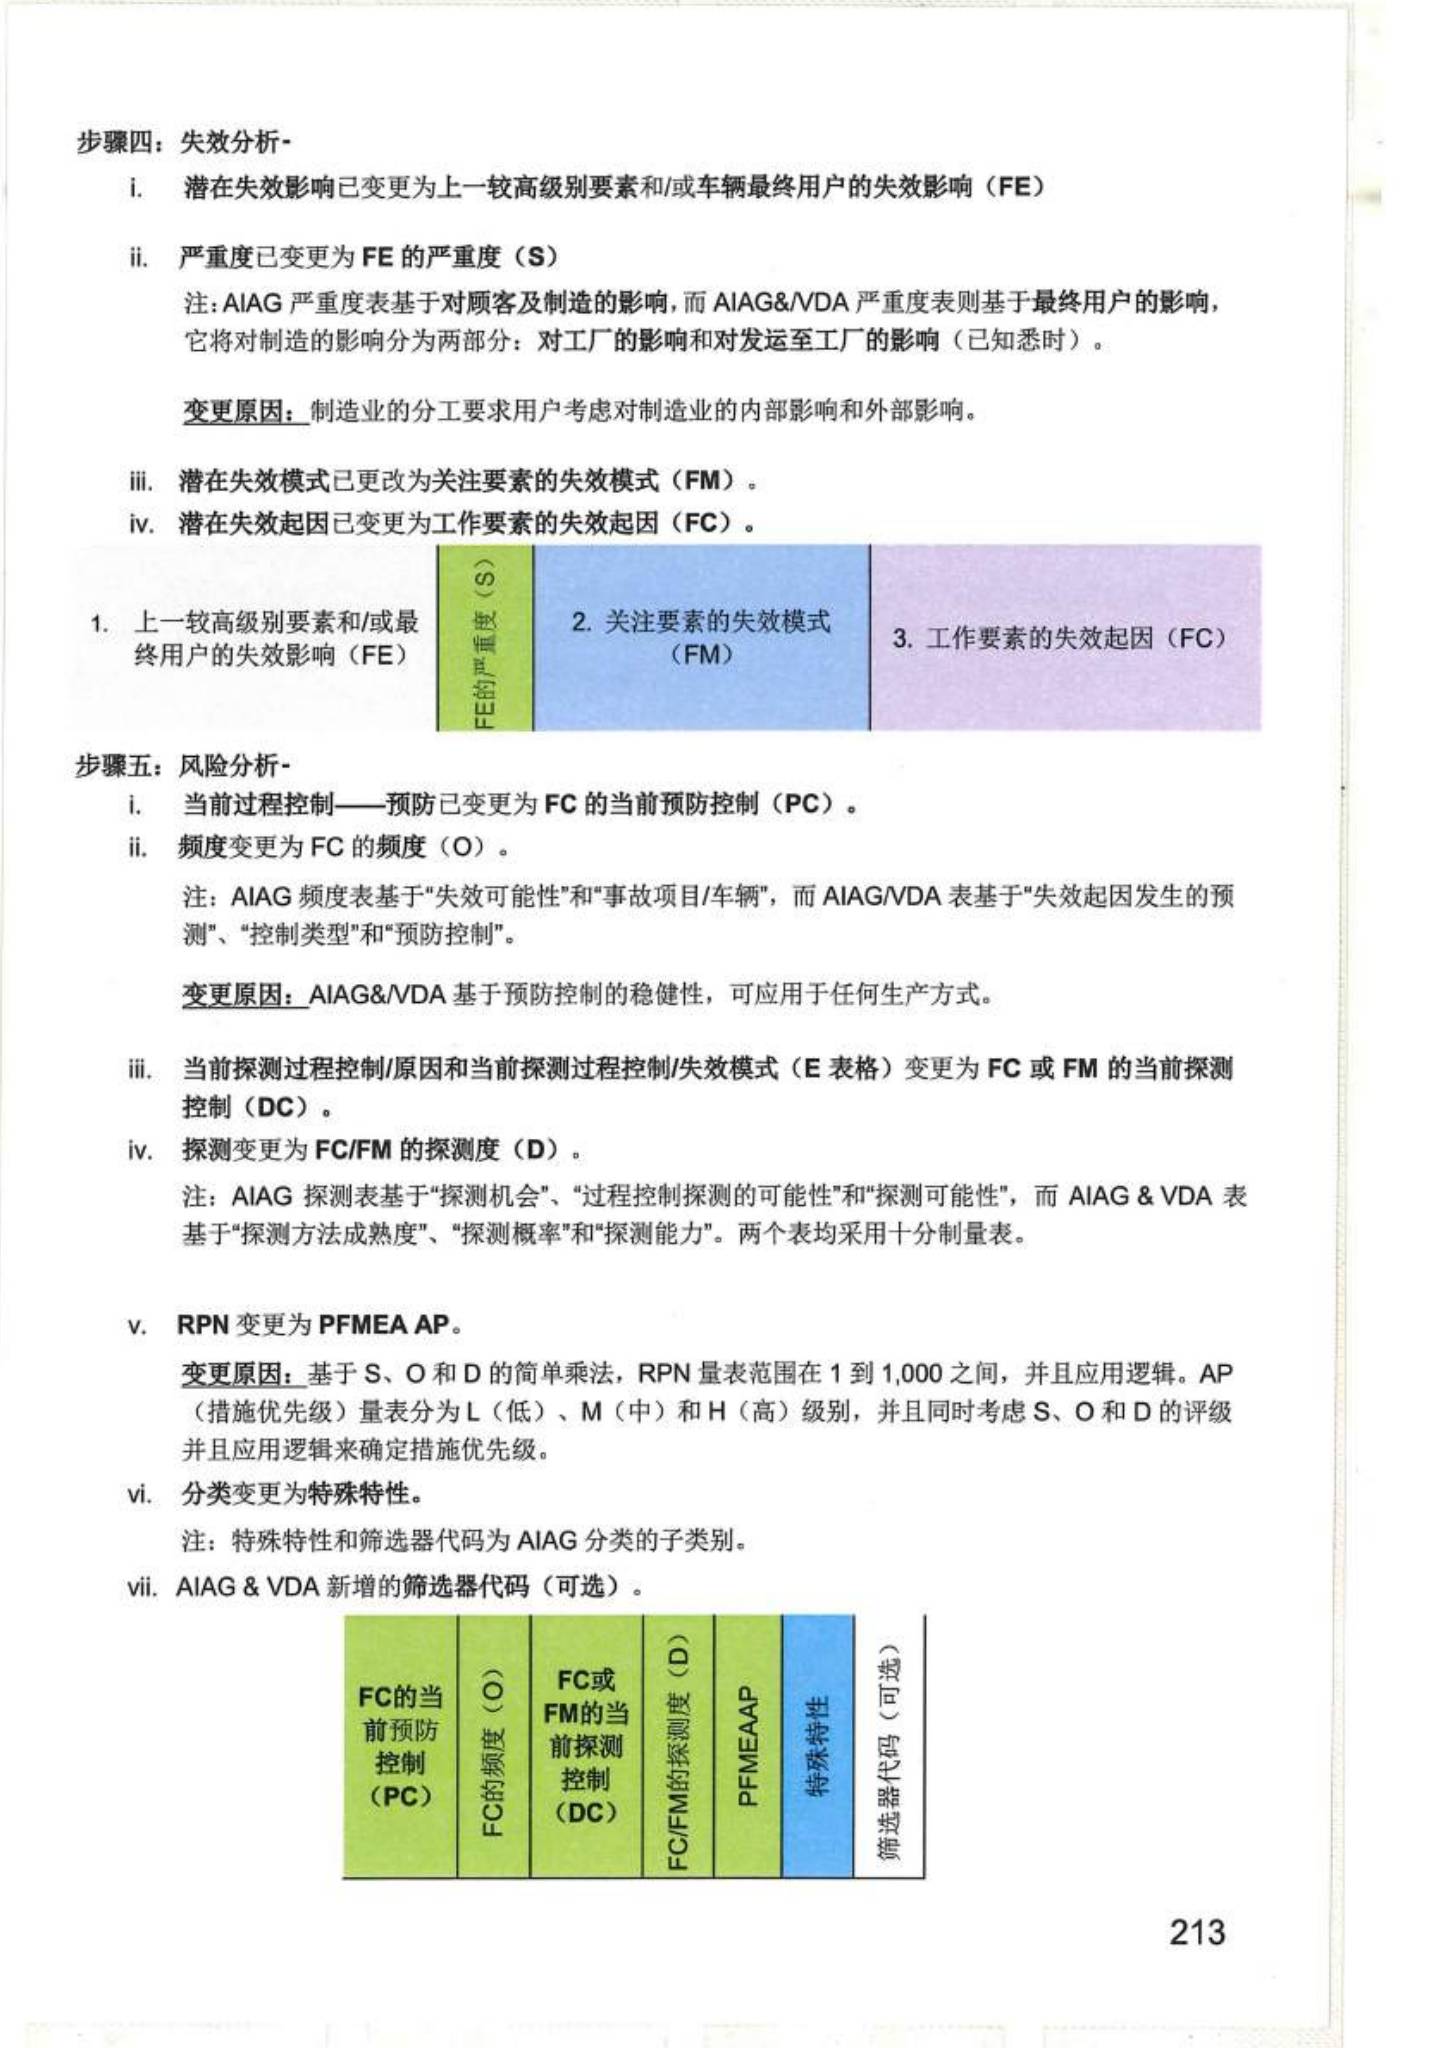 步骤四：失效分析-
i. 潜在失效影响已变更为上一较高级别要素和/或车辆最终用户的失效影响（FE）
ii. 严重度已变更为 FE 的严重度（S）
注：AIAG 严重度表基于对顾客及制造的影响，而 AIAG&/VDA 严重度表则基于最终用户的影响，
它将对制造的影响分为两部分：对工厂的影响和对发运至工厂的影响（已知悉时）。
变更原因：制造业的分工要求用户考虑对制造业的内部影响和外部影响。
iii. 潜在失效模式已更改为关注要素的失效模式（FM）。
iv. 潜在失效起因已变更为工作要素的失效起因（FC）。
1. 上一较高级别要素和/或最
终用户的失效影响（FE）
FE的严重度（S）
2. 关注要素的失效模式
（FM）
3. 工作要素的失效起因（FC）
步骤五：风险分析-
i. 当前过程控制——预防已变更为 FC 的当前预防控制（PC）。
ii. 频度变更为 FC 的频度（O）。
注：AIAG 频度表基于“失效可能性”和“事故项目/车辆”，而 AIAG/VDA 表基于“失效起因发生的预
测”、“控制类型”和“预防控制”。
变更原因：AIAG&/VDA 基于预防控制的稳健性，可应用于任何生产方式。
iii. 当前探测过程控制/原因和当前探测过程控制/失效模式（E 表格）变更为 FC 或 FM 的当前探测
控制（DC）。
iv. 探测变更为 FC/FM 的探测度（D）。
注：AIAG 探测表基于“探测机会”、“过程控制探测的可能性”和“探测可能性”，而 AIAG & VDA 表
基于“探测方法成熟度”、“探测概率”和“探测能力”。两个表均采用十分制量表。
v. RPN 变更为 PFMEA AP。
变更原因：基于 S、O 和 D 的简单乘法，RPN 量表范围在 1 到 1,000 之间，并且应用逻辑。AP
（措施优先级）量表分为 L（低）、M（中）和 H（高）级别，并且同时考虑 S、O 和 D 的评级
并且应用逻辑来确定措施优先级。
vi. 分类变更为特殊特性。
注：特殊特性和筛选器代码为 AIAG 分类的子类别。
vii. AIAG & VDA 新增的筛选器代码（可选）。
FC的当
前预防
控制
（PC）
FC的频度（O）
FC或
FM的当
前探测
控制
（DC）
FC/FM的探测度（D）
PFMEAAP
特殊特性
筛选器代码（可选）
213